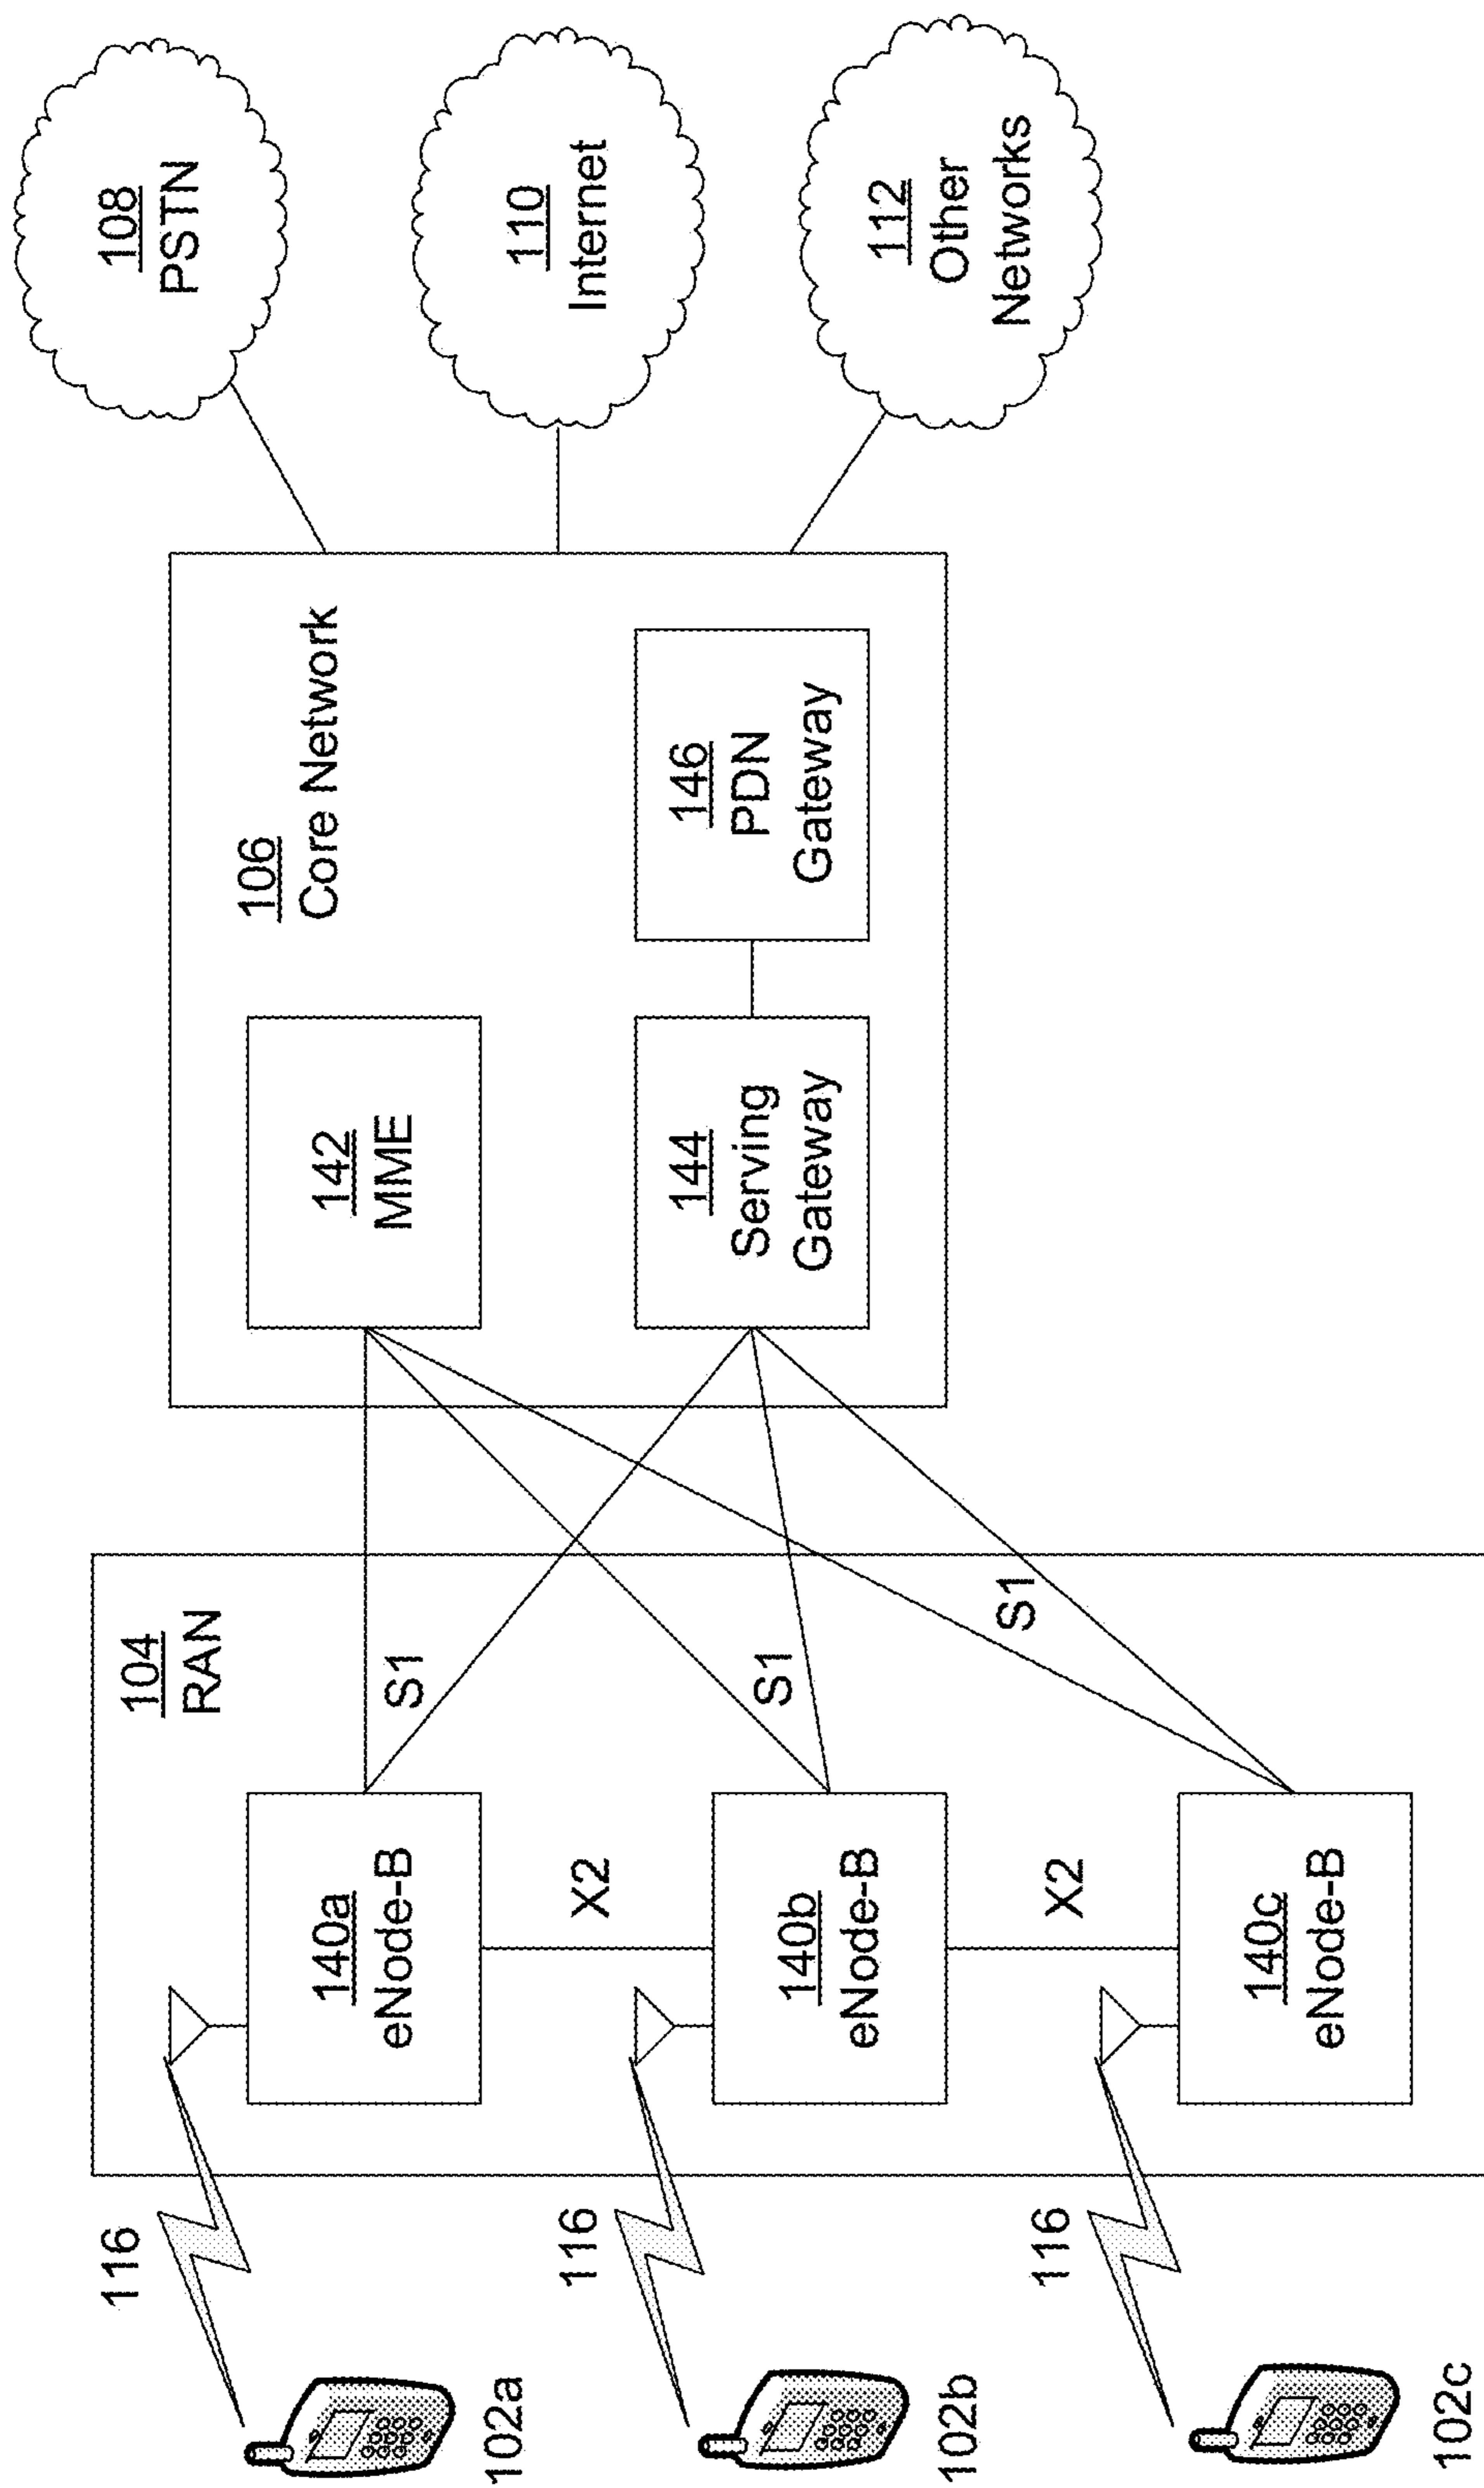 102a
116
104
RAN
140a
eNode-B
S1
X2
102b
116
140b
eNode-B
S1
X2
102c
116
140c
eNode-B
S1
106
Core Network
142
MME
144
Serving
Gateway
146
PDN
Gateway
108
PSTN
110
Internet
112
Other
Networks